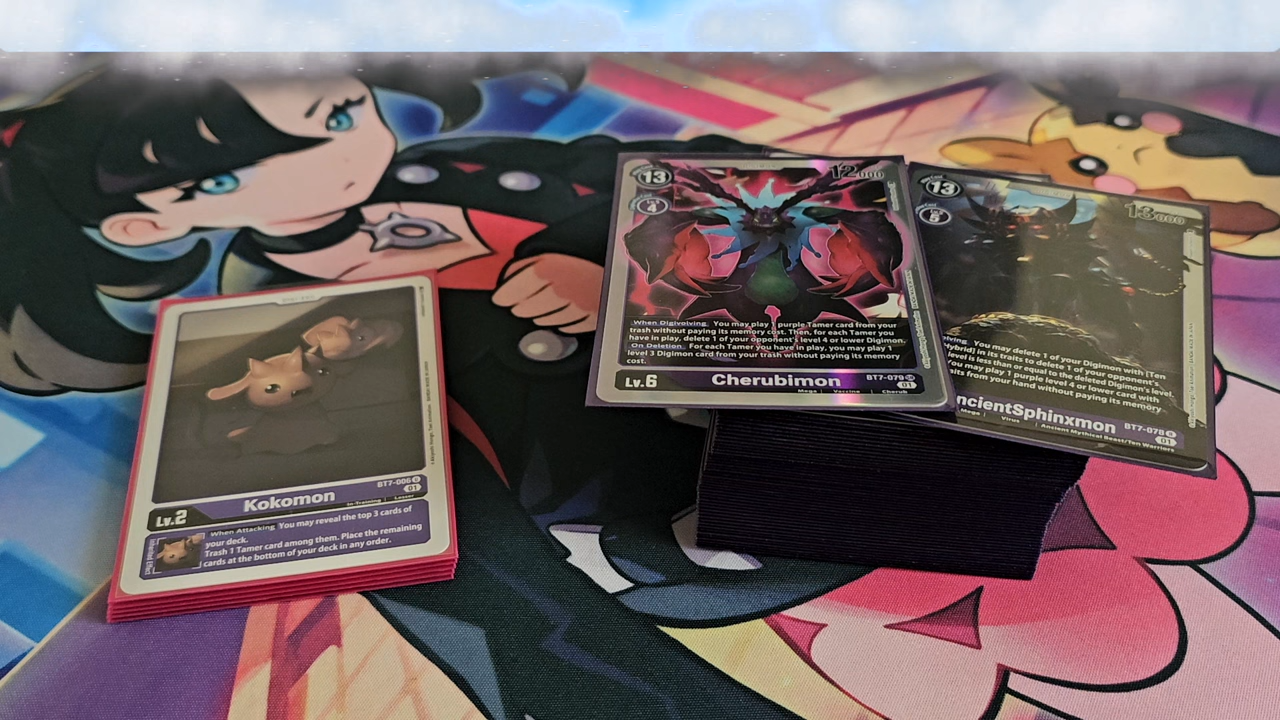 Kokomon
BT7-006 U
01
Lv.2
In-Training | Lesser
When Attacking You may reveal the top 3 cards of
your deck.
Trash 1 Tamer card among them. Place the remaining
cards at the bottom of your deck in any order.
13
12000
4
When Digivolving You may play 1 purple Tamer card from your
trash without paying its memory cost. Then, for each Tamer you
have in play, delete 1 of your opponent's level 4 or lower Digimon.
On Deletion For each Tamer you have in play, you may play 1
level 3 Digimon card from your trash without paying its memory
cost.
Lv.6
Cherubimon
BT7-079 SR
01
Mega | Vaccine | Cherub
13
13000
You may delete 1 of your Digimon with [Ten
in its traits to delete 1 of your opponent's
level is less than or equal to the deleted Digimon's
may play 1 purple level 4 or lower card with
from your hand without paying its memory
ncientSphinxmon
BT7-078 R
01
Mega | Virus | Ancient Mythical Beast/Ten Warriors